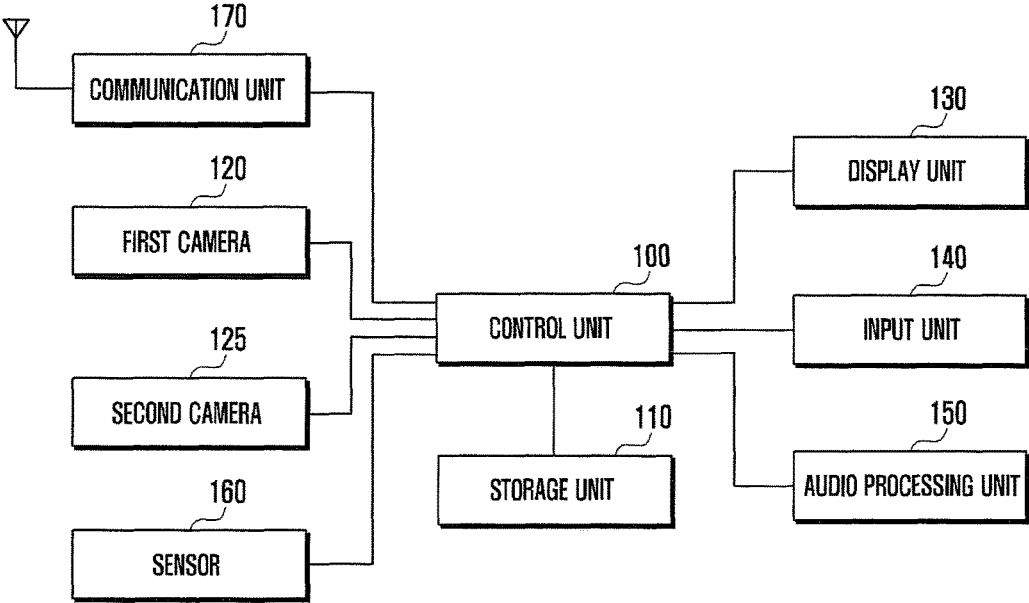 170
COMMUNICATION UNIT
120
FIRST CAMERA
125
SECOND CAMERA
160
SENSOR
100
CONTROL UNIT
110
STORAGE UNIT
130
DISPLAY UNIT
140
INPUT UNIT
150
AUDIO PROCESSING UNIT